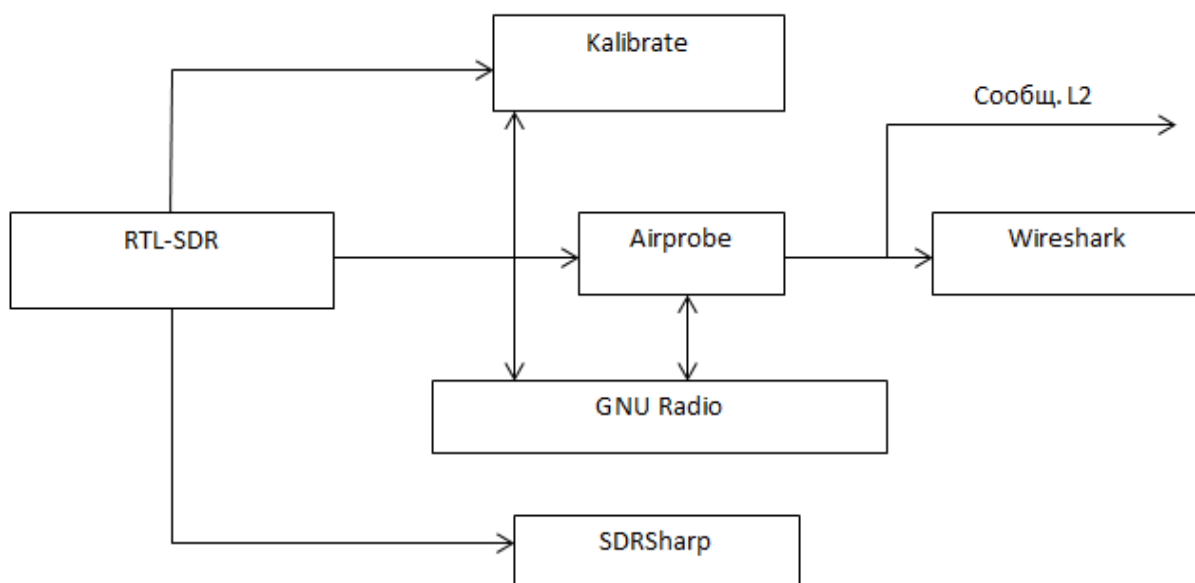 Kalibrate
Сообщ. L2
RTL-SDR
Airprobe
Wireshark
GNU Radio
SDRSharp